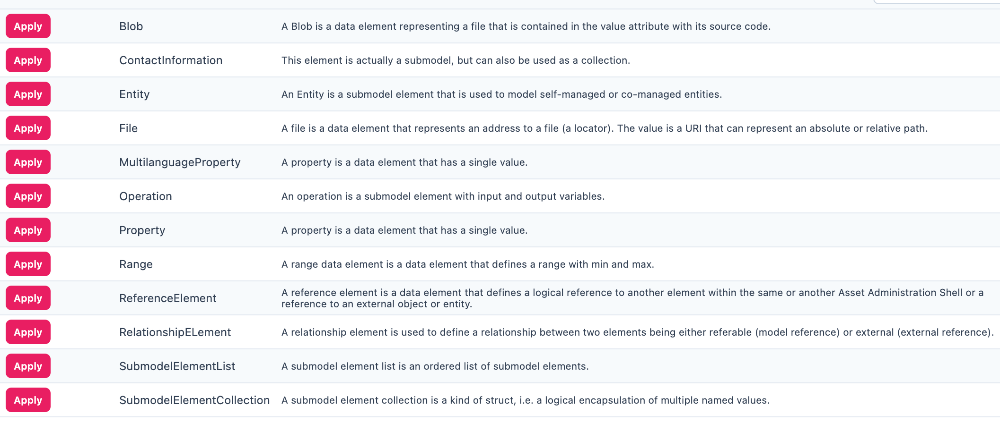 Apply Blob A Blob is a data element representing a file that is contained in the value attribute with its source code.
Apply ContactInformation This element is actually a submodel, but can also be used as a collection.
Apply Entity An Entity is a submodel element that is used to model self-managed or co-managed entities.
Apply File A file is a data element that represents an address to a file (a locator). The value is a URI that can represent an absolute or relative path.
Apply MultilanguageProperty A property is a data element that has a single value.
Apply Operation An operation is a submodel element with input and output variables.
Apply Property A property is a data element that has a single value.
Apply Range A range data element is a data element that defines a range with min and max.
Apply ReferenceElement A reference element is a data element that defines a logical reference to another element within the same or another Asset Administration Shell or a
reference to an external object or entity.
Apply RelationshipELement A relationship element is used to define a relationship between two elements being either referable (model reference) or external (external reference).
Apply SubmodelElementList A submodel element list is an ordered list of submodel elements.
Apply SubmodelElementCollection A submodel element collection is a kind of struct, i.e. a logical encapsulation of multiple named values.